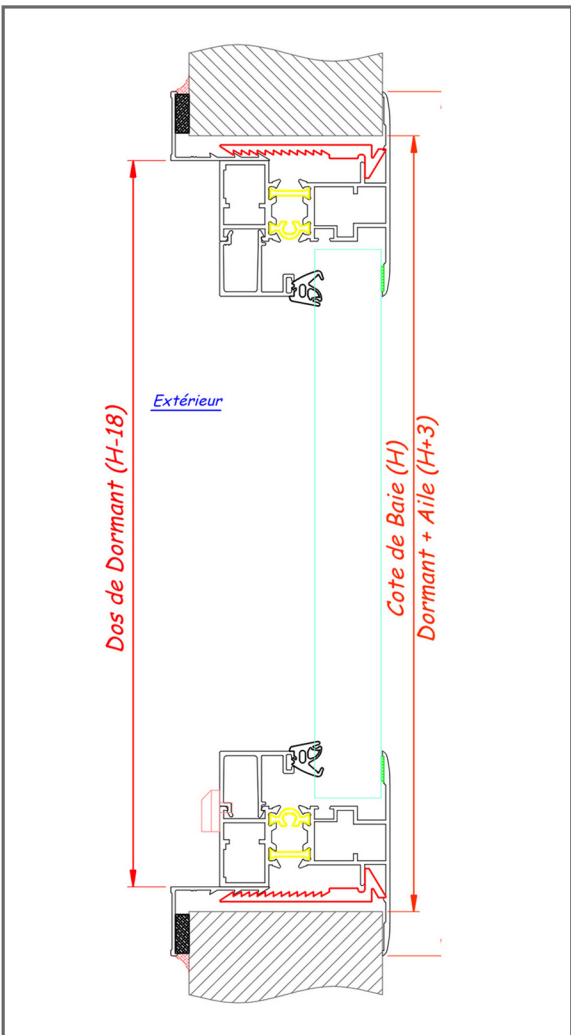 Extérieur
Dos de Dormant (H-18)
Cote de Baie (H)
Dormant + Aile (H+3)